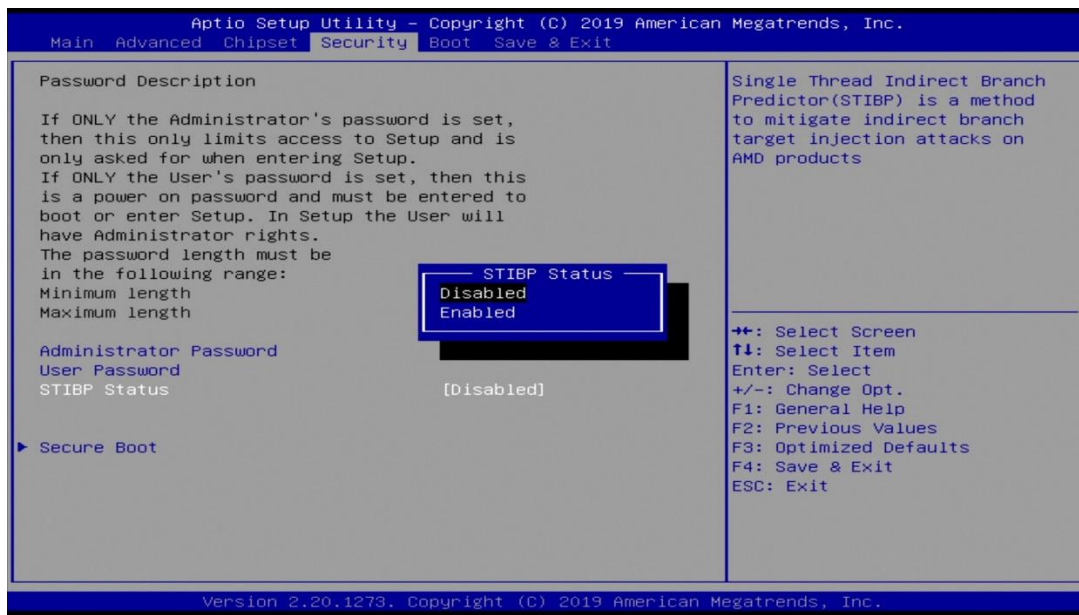 Aptio Setup Utility – Copyright (C) 2019 American Megatrends, Inc.
Main Advanced Chipset Security Boot Save & Exit
Password Description
If ONLY the Administrator's password is set,
then this only limits access to Setup and is
only asked for when entering Setup.
If ONLY the User's password is set, then this
is a power on password and must be entered to
boot or enter Setup. In Setup the User will
have Administrator rights.
The password length must be
in the following range:
Minimum length
Maximum length
Administrator Password
User Password
STIBP Status [Disabled]
Secure Boot
STIBP Status
Disabled
Enabled
Single Thread Indirect Branch
Predictor(STIBP) is a method
to mitigate indirect branch
target injection attacks on
AMD products
→←: Select Screen
↑↓: Select Item
Enter: Select
+/-: Change Opt.
F1: General Help
F2: Previous Values
F3: Optimized Defaults
F4: Save & Exit
ESC: Exit
Version 2.20.1273. Copyright (C) 2019 American Megatrends, Inc.